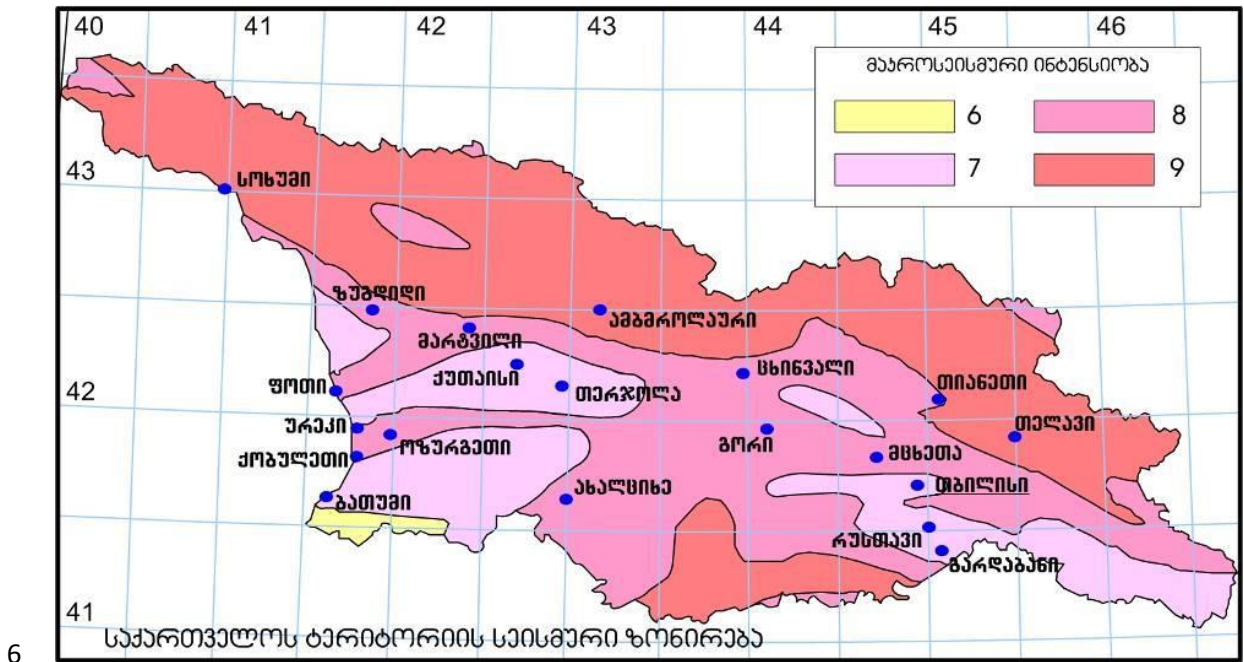 40 41 42 43 44 45 46
მაკროსეისმური ინტენსიობა
6 8
7 9
43
სოხუმი
ზუგდიდი
ამბმროლაური
მარტვილი
ცხინვალი
42
ქუთაისი
თერჯოლა
თიანეთი
ფოთი
ურეკი
ოზურგეთი
გორი
თელავი
ქობულეთი
მცხეთა
ახალციხე
თბილისი
ბათუმი
რუსთავი
გარდაბანი
41
საქართველოს ტერიტორიის სეისმური ზონირება
6